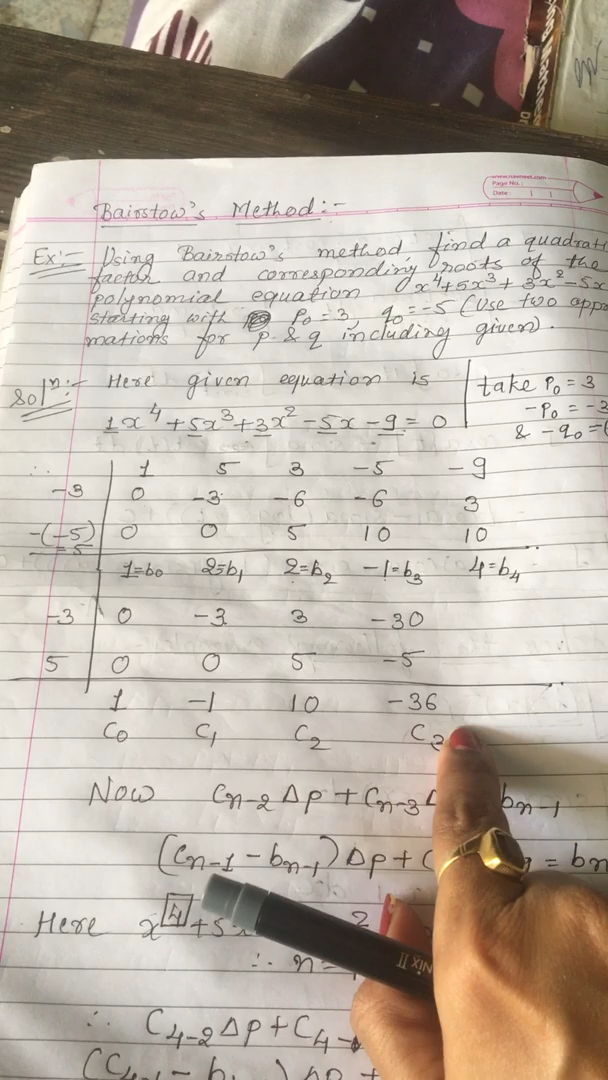 www.navneet.com
Page No.:
Date:
Bairstow's Method:-
Ex:- Using Bairstow's method, find a
factor and corresponding roots of the
polynomial equation x⁴+5x³+3x²-5x
starting with p₀=3 q₀=-5 (Use two
mations for p & q including given).
Solⁿ:- Here given equation is
take p₀=3
1x⁴+5x³+3x²-5x-9=0
-p₀=-3
& -q₀=
∴ 1 5 3 -5 -9
-3 0 -3 -6 -6 3
-(-5) 0 0 5 10 10
=5
1=b₀ 2=b₁ 2=b₂ -1=b₃ 4=b₄
-3 0 -3 3 -30
5 0 0 5 -5
1 -1 10 -36
C₀ C₁ C₂ C₃
Now Cₙ₋₂Δp+Cₙ₋₃ bₙ₋₁
(Cₙ₋₁-bₙ₋₁)Δp+ = bₙ
Here x⁴+5
∴ n=
∴ C₄₋₂Δp+C₄₋